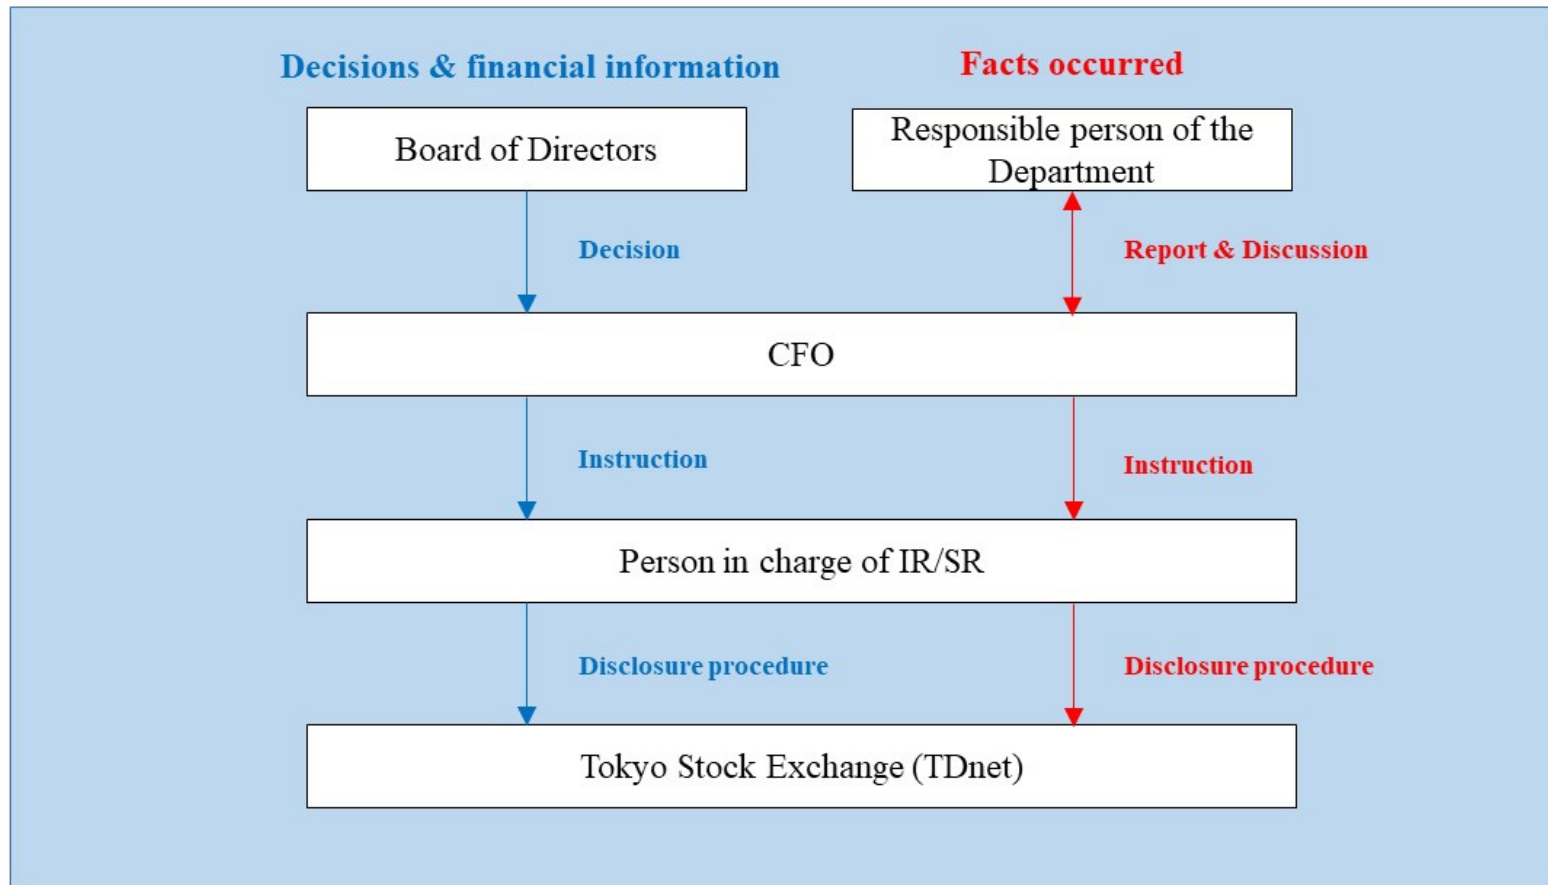 Decisions & financial information
Facts occurred
Board of Directors
Responsible person of the
Department
Decision
Report & Discussion
CFO
Instruction
Instruction
Person in charge of IR/SR
Disclosure procedure
Disclosure procedure
Tokyo Stock Exchange (TDnet)